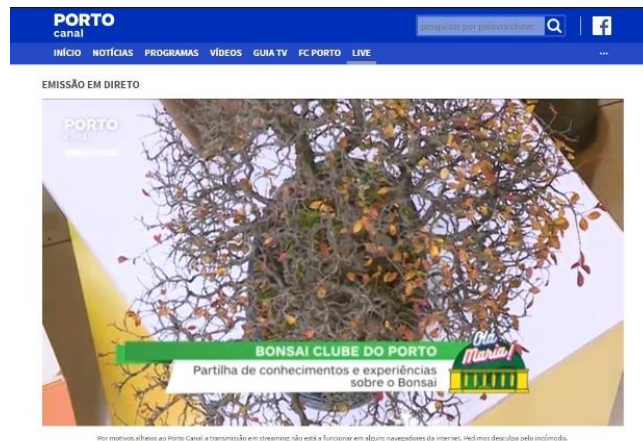 PORTO
canal
pesquisar por palavra chave
INÍCIO NOTÍCIAS PROGRAMAS VÍDEOS GUIA TV FC PORTO LIVE
EMISSÃO EM DIRETO
PORTO
BONSAI CLUBE DO PORTO
Partilha de conhecimentos e experiências
sobre o Bonsai
Olá
Maria!
Por motivos alheios ao Porto Canal a transmissão em streaming não está a funcionar em alguns navegadores da internet. Pedimos desculpa pelo incómodo.